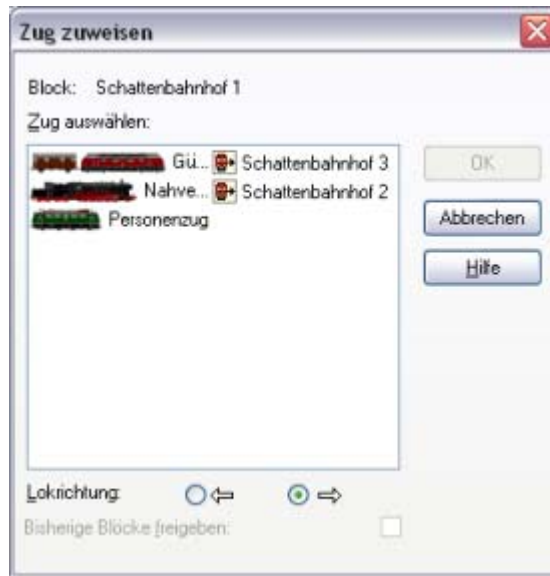 Zug zuweisen
Block: Schattenbahnhof 1
Zug auswählen:
Gü... Schattenbahnhof 3
Nahve... Schattenbahnhof 2
Personenzug
OK
Abbrechen
Hilfe
Lokrichtung:
Bisherige Blöcke freigeben: